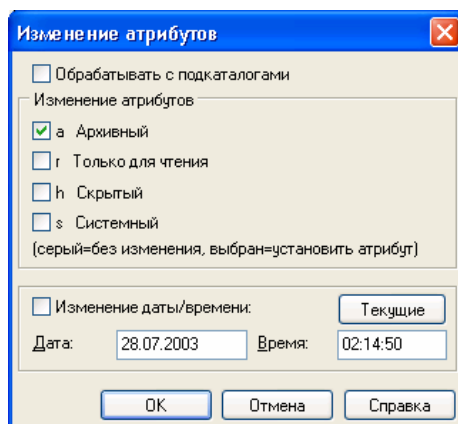 Изменение атрибутов
Обрабатывать с подкаталогами
Изменение атрибутов
a Архивный
r Только для чтения
h Скрытый
s Системный
(серый=без изменения, выбран=установить атрибут)
Изменение даты/времени: Текущие
Дата: 28.07.2003 Время: 02:14:50
OK Отмена Справка